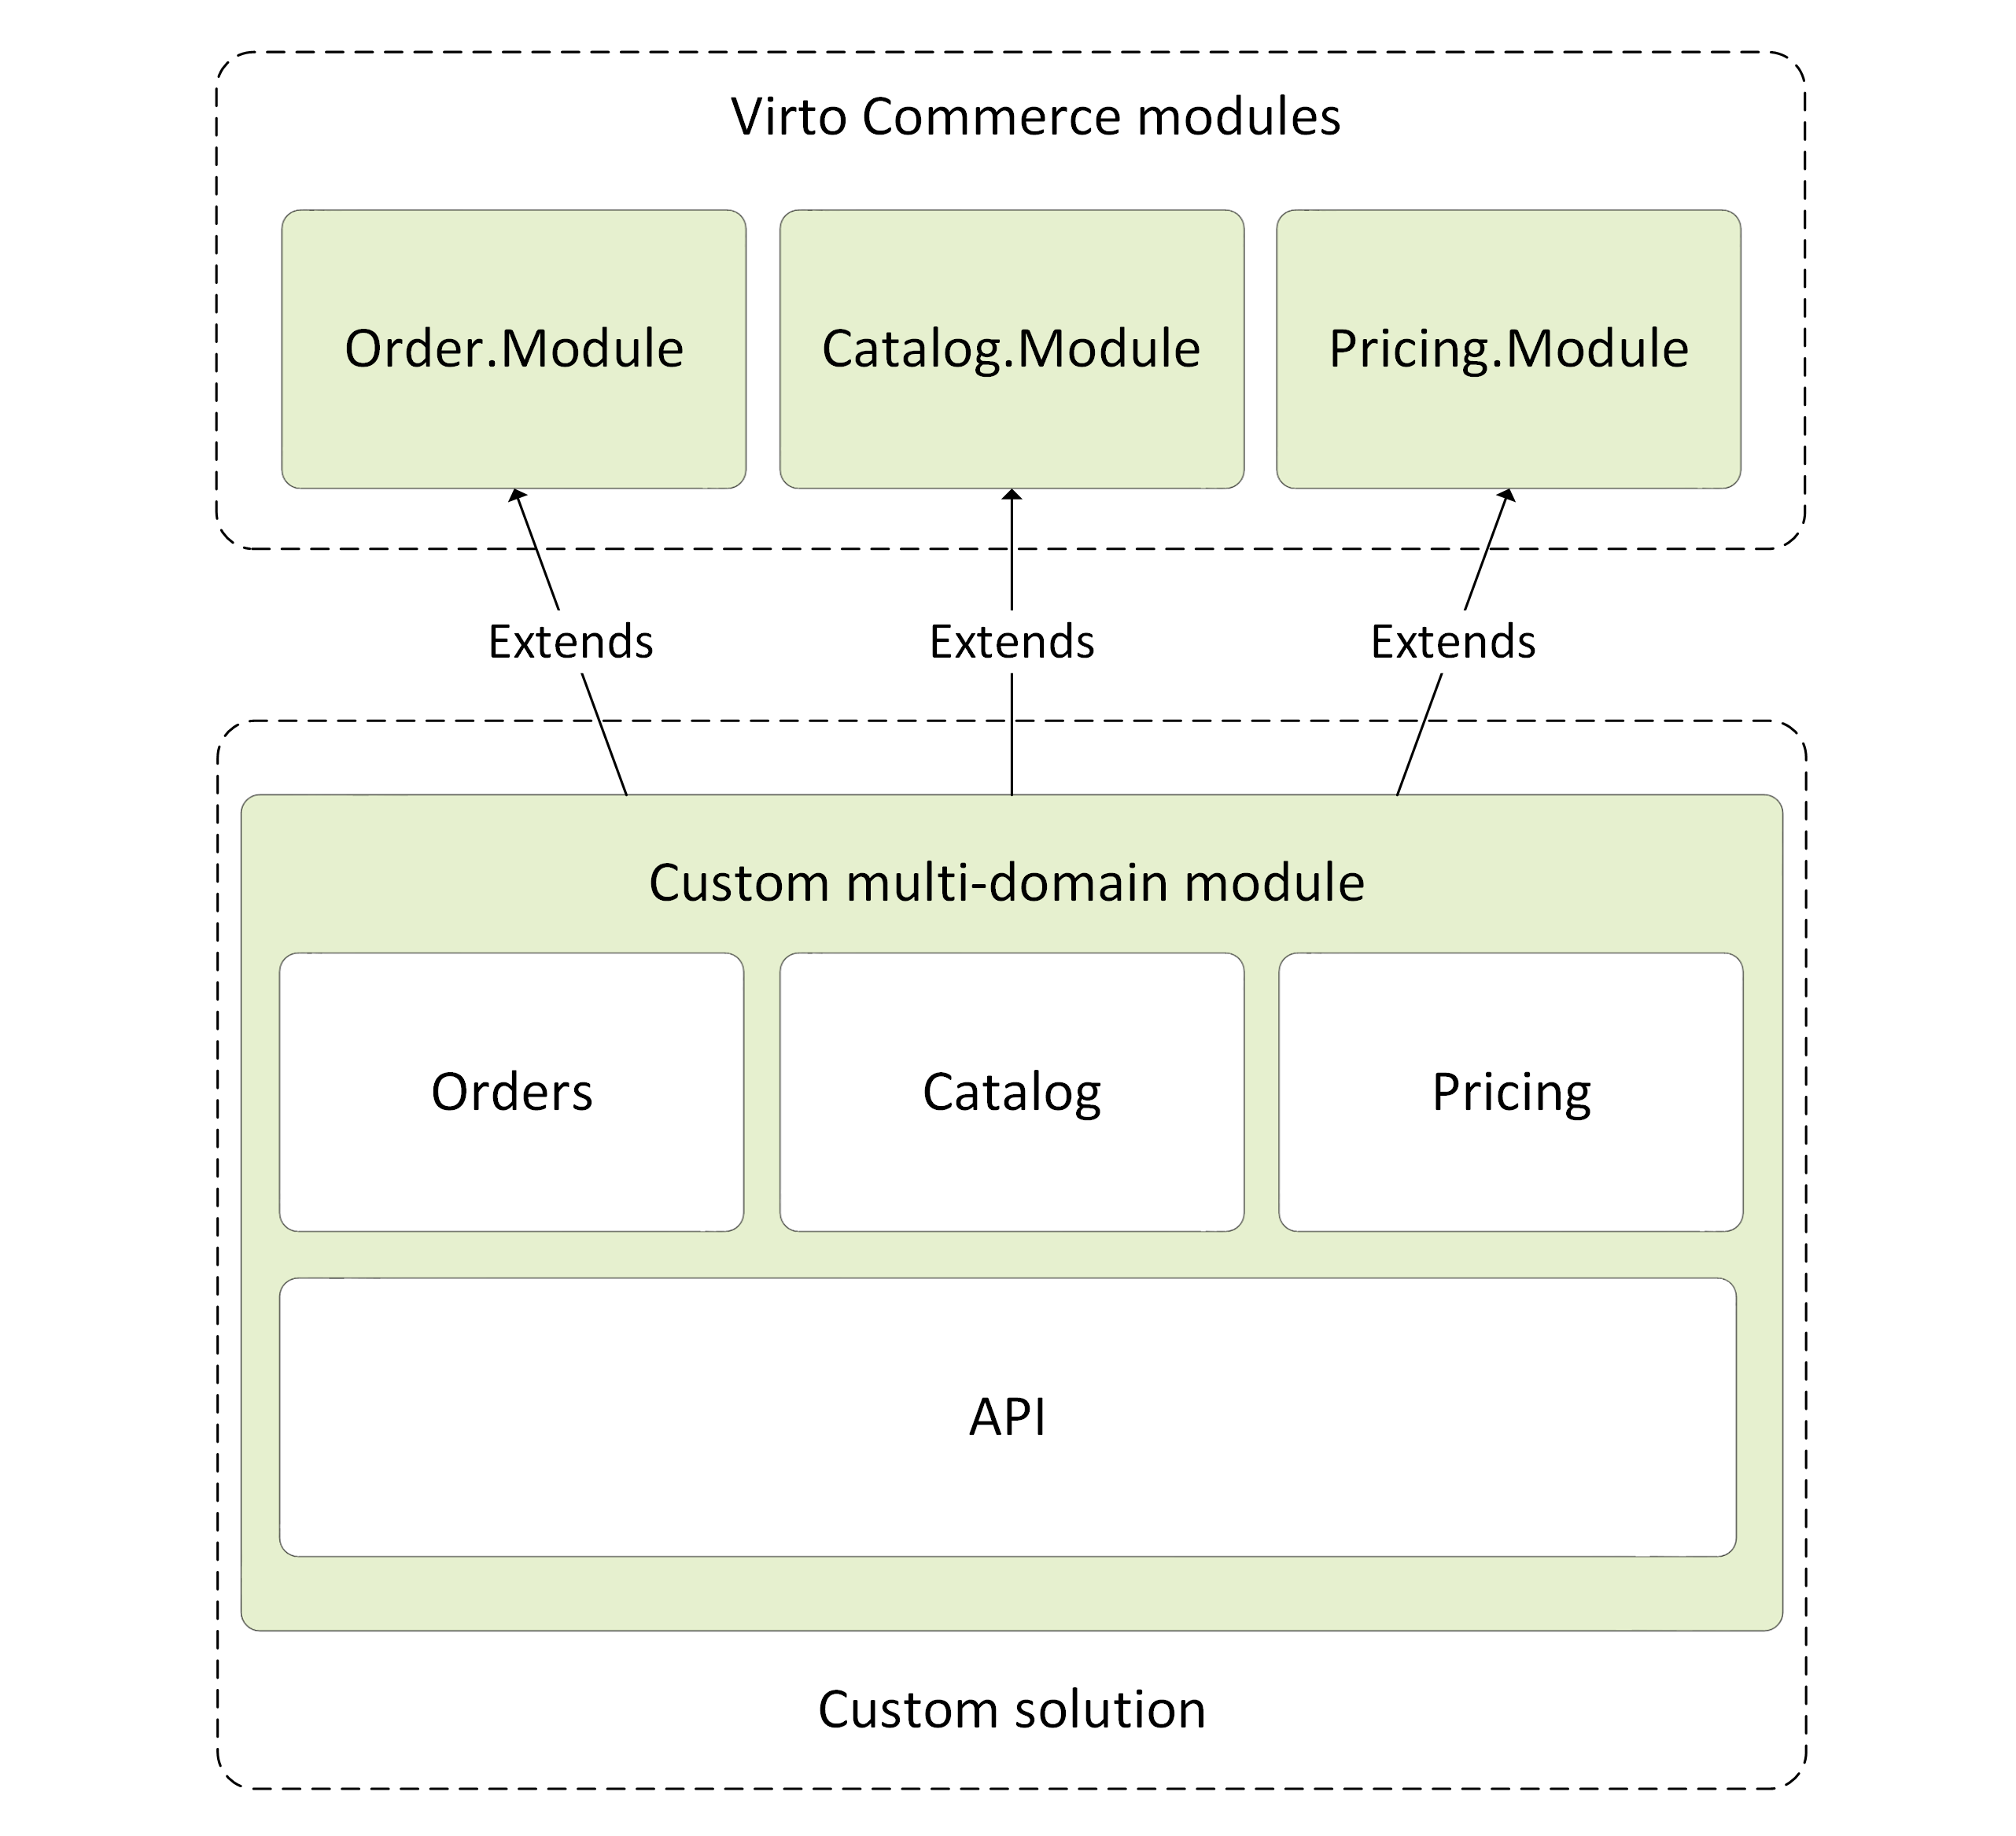 Virto Commerce modules
Order.Module
Catalog.Module
Pricing.Module
Extends
Extends
Extends
Custom multi-domain module
Orders
Catalog
Pricing
API
Custom solution